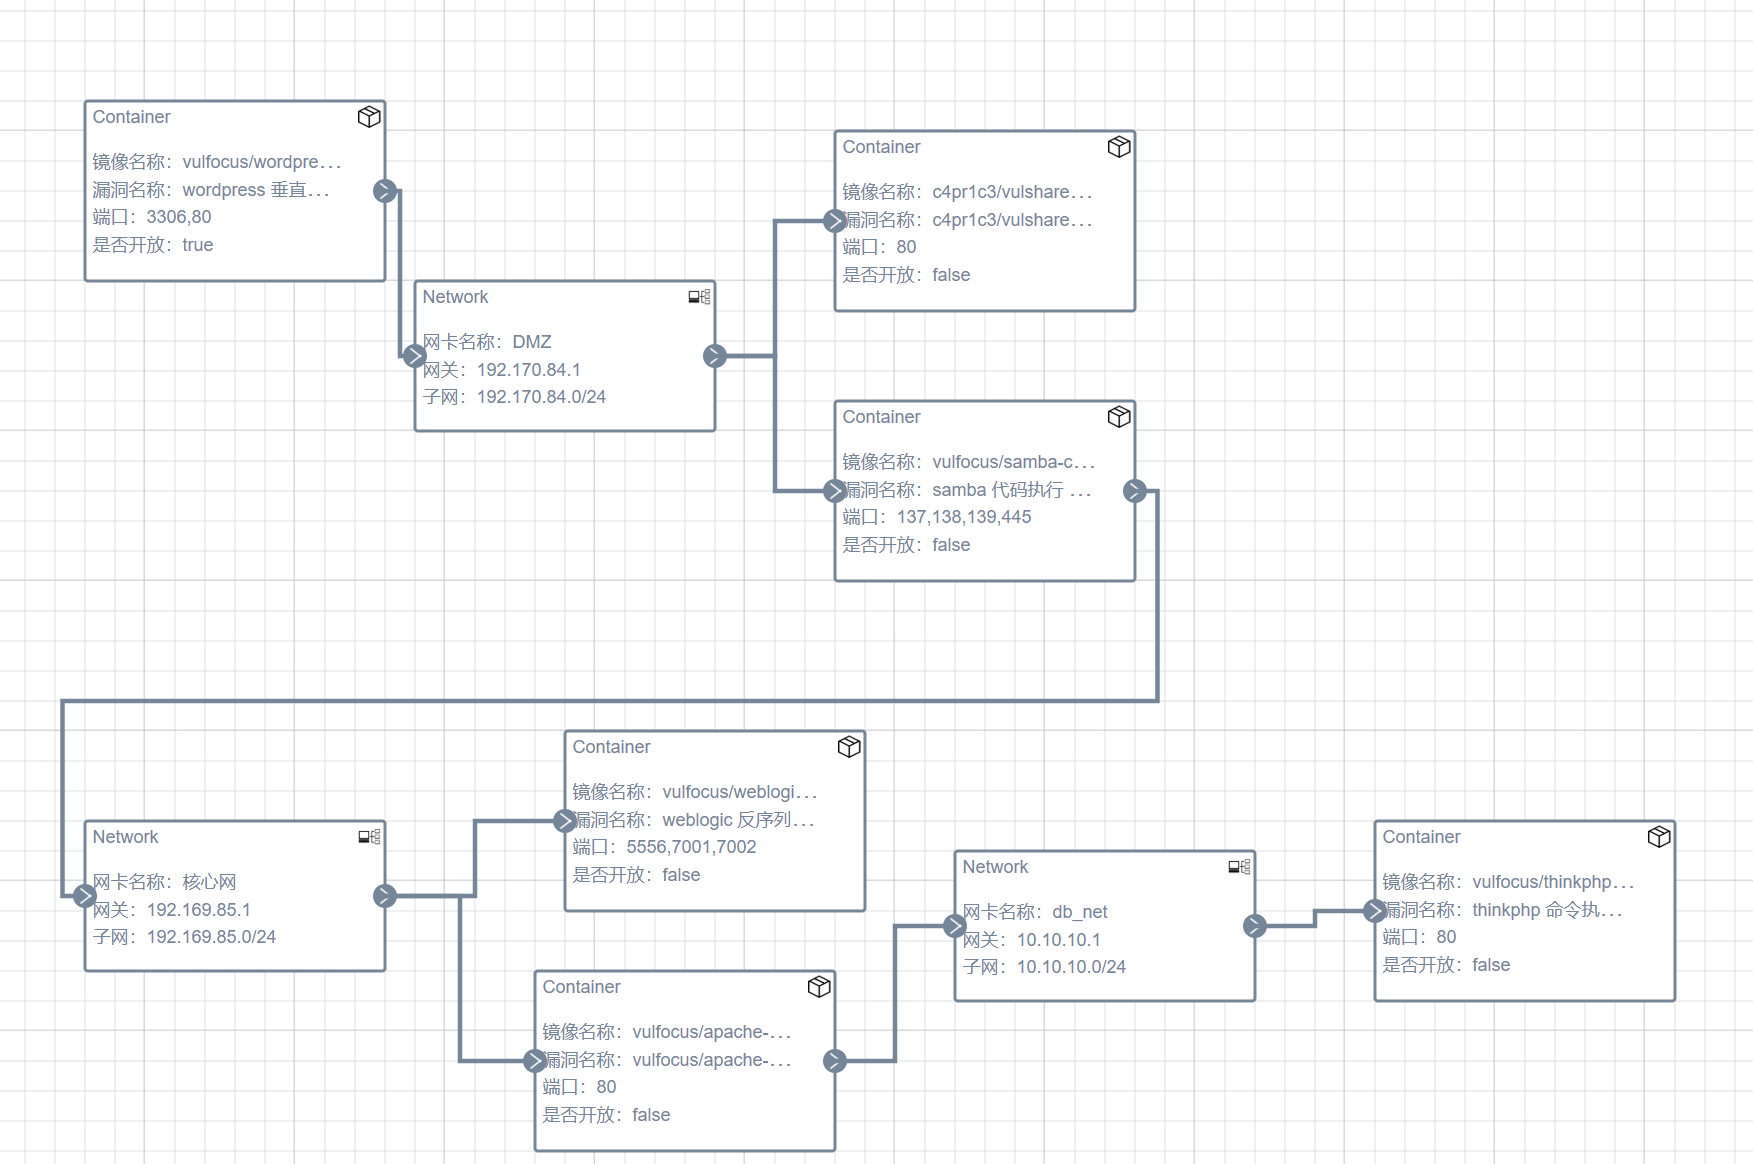 Container
镜像名称：vulfocus/wordpre...
漏洞名称：wordpress 垂直...
端口：3306,80
是否开放：true
Network
网卡名称：DMZ
网关：192.170.84.1
子网：192.170.84.0/24
Container
镜像名称：c4pr1c3/vulshare...
漏洞名称：c4pr1c3/vulshare...
端口：80
是否开放：false
Container
镜像名称：vulfocus/samba-c...
漏洞名称：samba 代码执行 ...
端口：137,138,139,445
是否开放：false
Network
网卡名称：核心网
网关：192.169.85.1
子网：192.169.85.0/24
Container
镜像名称：vulfocus/weblogi...
漏洞名称：weblogic 反序列...
端口：5556,7001,7002
是否开放：false
Container
镜像名称：vulfocus/apache-...
漏洞名称：vulfocus/apache-...
端口：80
是否开放：false
Network
网卡名称：db_net
网关：10.10.10.1
子网：10.10.10.0/24
Container
镜像名称：vulfocus/thinkphp...
漏洞名称：thinkphp 命令执...
端口：80
是否开放：false